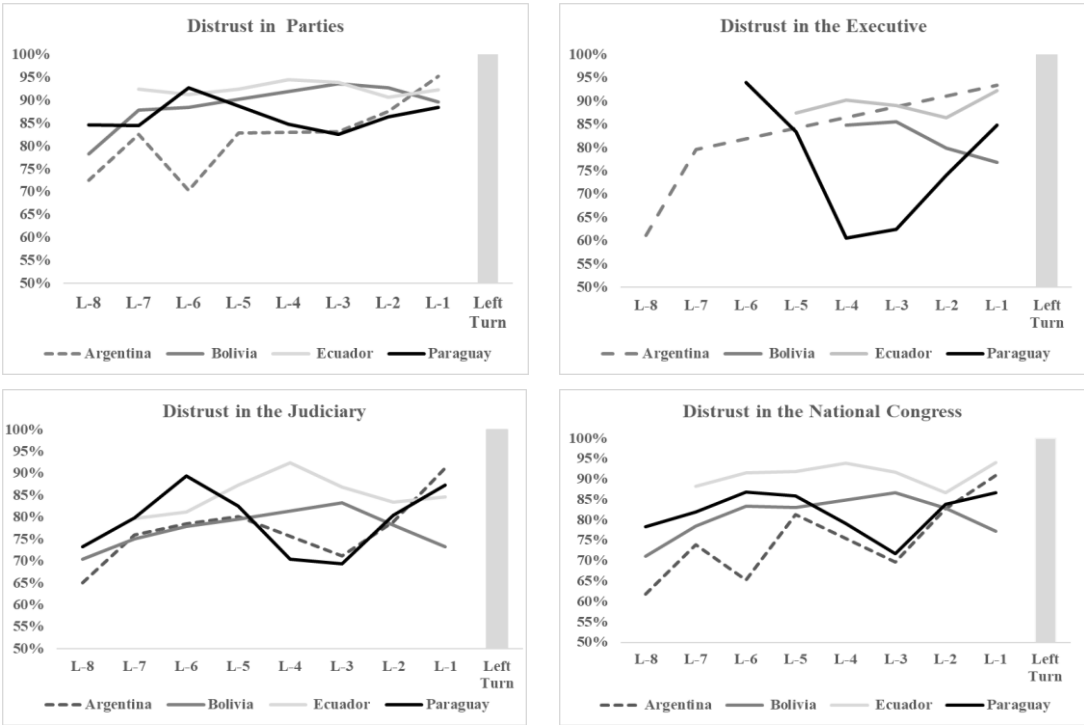 Distrust in Parties
100%
95%
90%
85%
80%
75%
70%
65%
60%
55%
50%
L-8 L-7 L-6 L-5 L-4 L-3 L-2 L-1 Left
Turn
Argentina Bolivia Ecuador Paraguay
Distrust in the Executive
100%
95%
90%
85%
80%
75%
70%
65%
60%
55%
50%
L-8 L-7 L-6 L-5 L-4 L-3 L-2 L-1 Left
Turn
Argentina Bolivia Ecuador Paraguay
Distrust in the Judiciary
100%
95%
90%
85%
80%
75%
70%
65%
60%
55%
50%
L-8 L-7 L-6 L-5 L-4 L-3 L-2 L-1 Left
Turn
Argentina Bolivia Ecuador Paraguay
Distrust in the National Congress
100%
95%
90%
85%
80%
75%
70%
65%
60%
55%
50%
L-8 L-7 L-6 L-5 L-4 L-3 L-2 L-1 Left
Turn
Argentina Bolivia Ecuador Paraguay